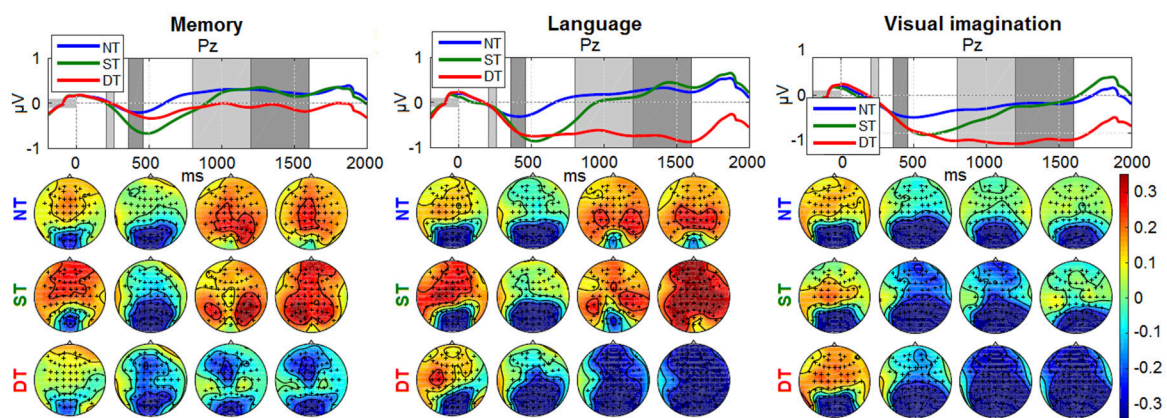 Memory
Pz
NT
ST
DT
1
0
-1
µV
0
500
1000
1500
2000
ms
Language
Pz
NT
ST
DT
1
0
-1
µV
0
500
1000
1500
2000
ms
Visual imagination
Pz
1
0
-1
µV
NT
ST
DT
0
500
1000
1500
2000
ms
NT
ST
DT
NT
ST
DT
NT
ST
DT
0.3
0.2
0.1
0
-0.1
-0.2
-0.3